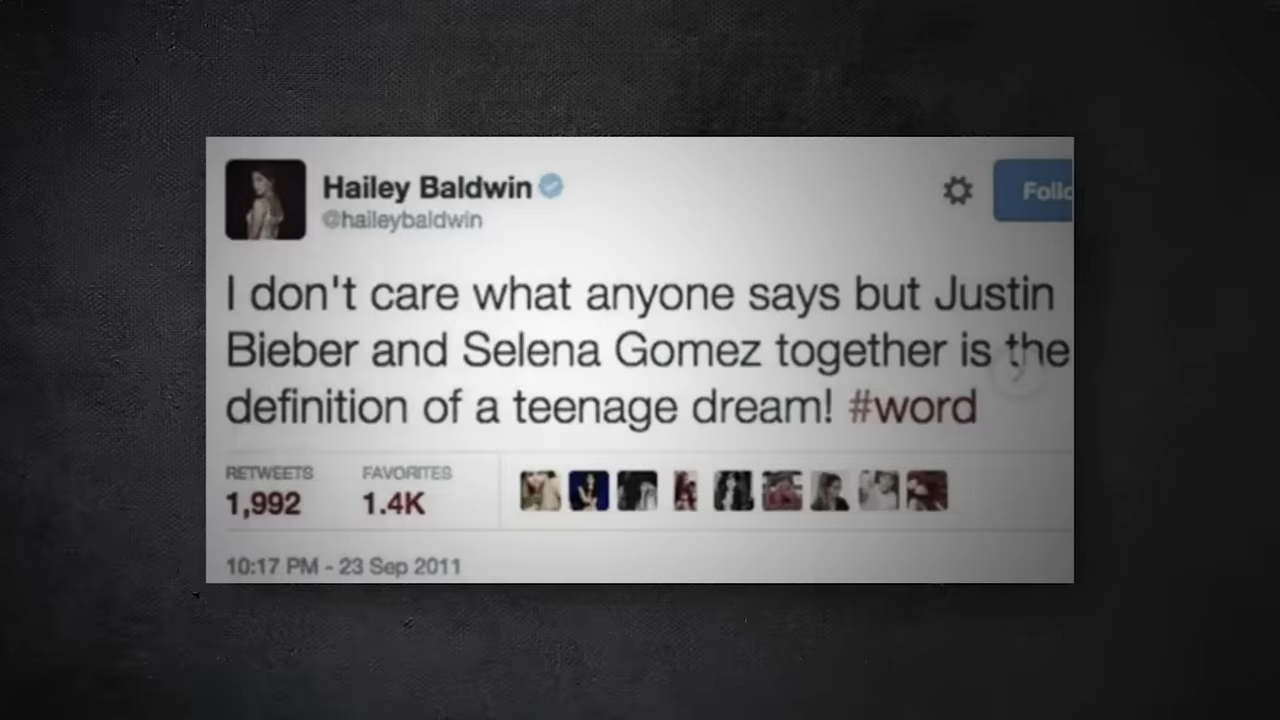 Hailey Baldwin
@haileybaldwin
Follo
I don't care what anyone says but Justin
Bieber and Selena Gomez together is the
definition of a teenage dream! #word
RETWEETS FAVORITES
1,992 1.4K
10:17 PM - 23 Sep 2011